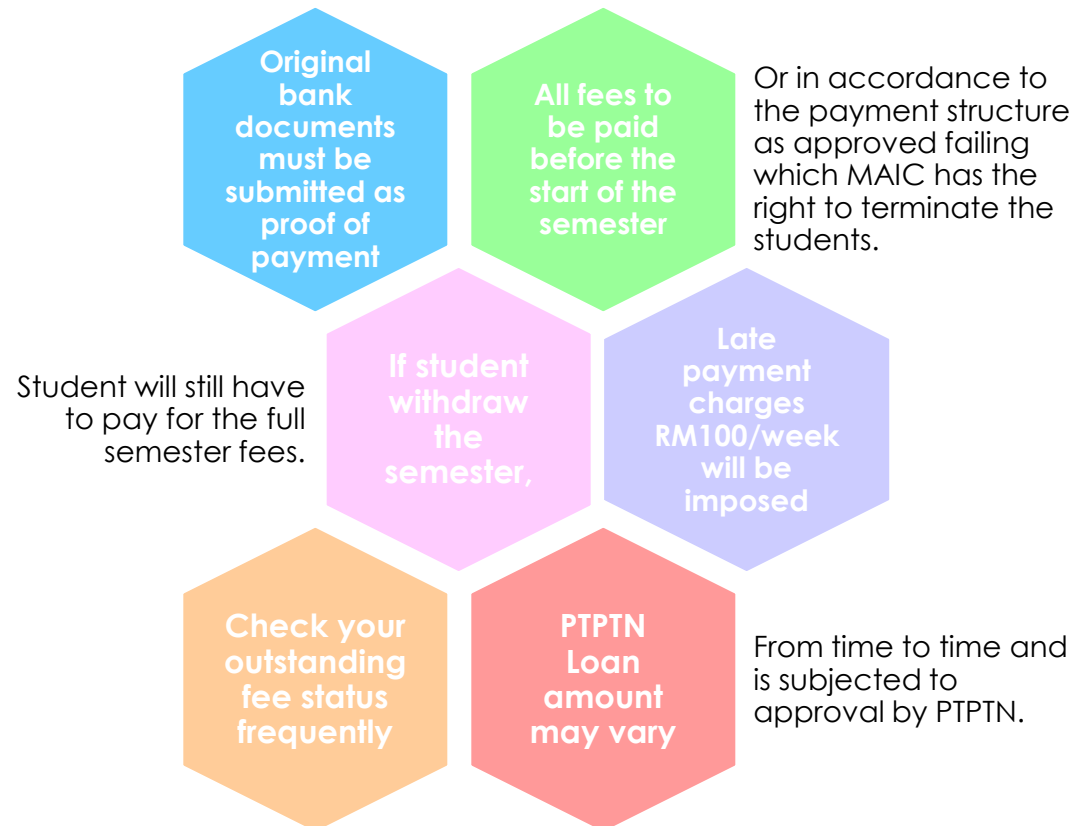 Original
bank
documents
must be
submitted as
proof of
payment
All fees to
be paid
before the
start of the
semester
Or in accordance to
the payment structure
as approved failing
which MAIC has the
right to terminate the
students.
Student will still have
to pay for the full
semester fees.
If student
withdraw
the
semester,
Late
payment
charges
RM100/week
will be
imposed
Check your
outstanding
fee status
frequently
PTPTN
Loan
amount
may vary
From time to time and
is subjected to
approval by PTPTN.